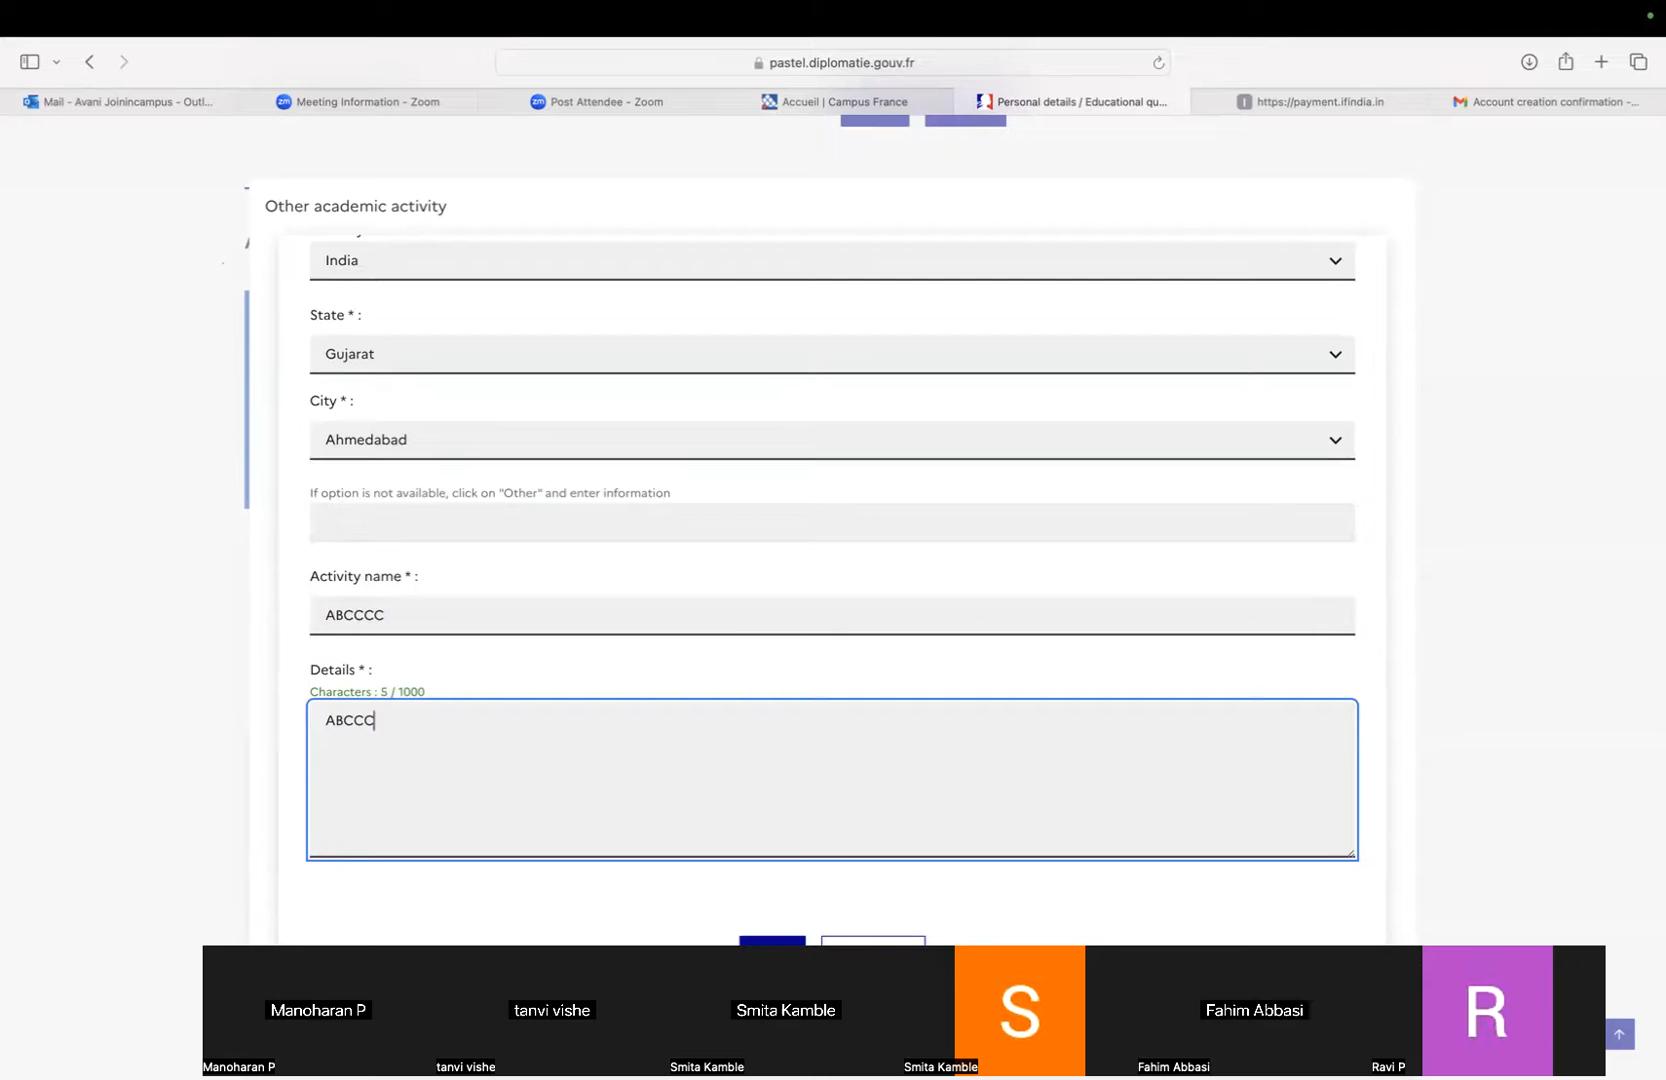 pastel.diplomatie.gouv.fr
Mail - Avani Joinincampus - Outl...
zm Meeting Information - Zoom
zm Post Attendee - Zoom
Accueil | Campus France
Personal details / Educational qu...
I https://payment.ifindia.in
Account creation confirmation -...
Other academic activity
India
State * :
Gujarat
City * :
Ahmedabad
If option is not available, click on "Other" and enter information
Activity name * :
ABCCCC
Details * :
Characters : 5 / 1000
ABCCC
Manoharan P
tanvi vishe
Smita Kamble
S
Fahim Abbasi
R
Manoharan P
tanvi vishe
Smita Kamble
Smita Kamble
Fahim Abbasi
Ravi P